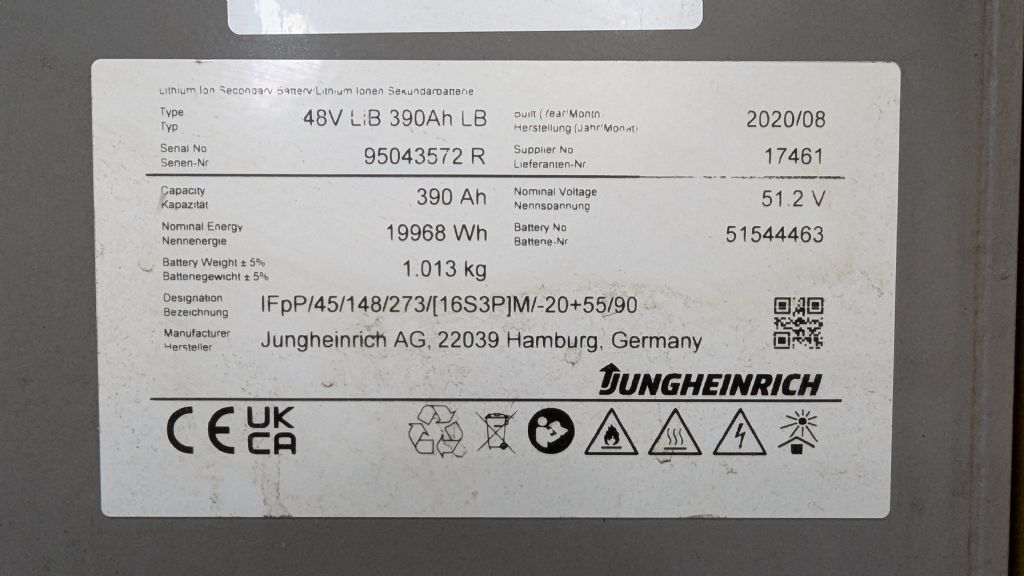 Lithium Ion Secondary Battery/Lithium Ionen Sekundärbatterie
Type
Typ
48V LiB 390Ah LB
Built (Year/Month)
Herstellung (Jahr/Monat)
2020/08
Serial No
Serien-Nr
95043572 R
Supplier No
Lieferanten-Nr
17461
Capacity
Kapazität
390 Ah
Nominal Voltage
Nennspannung
51.2 V
Nominal Energy
Nennenergie
19968 Wh
Battery No
Batterie-Nr
51544463
Battery Weight ± 5%
Batteriegewicht ± 5%
1.013 kg
Designation
Bezeichnung
IFpP/45/148/273/[16S3P]M/-20+55/90
Manufacturer
Hersteller
Jungheinrich AG, 22039 Hamburg, Germany
JUNGHEINRICH
CE UK
CA